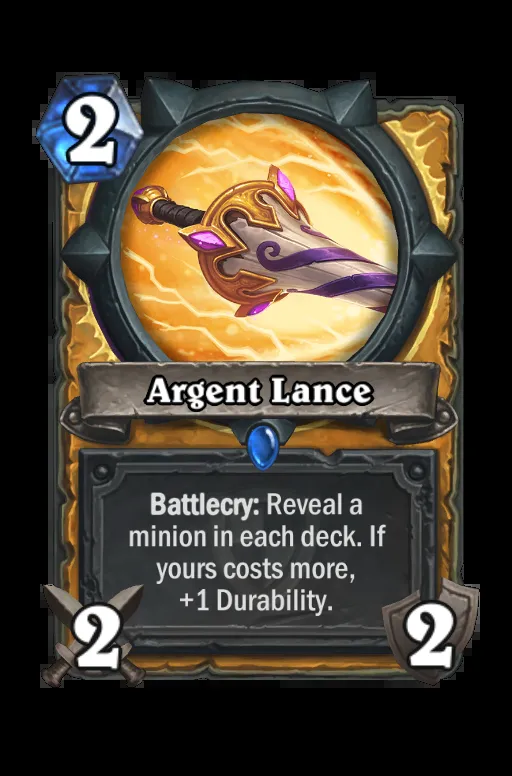 2
Argent Lance
Battlecry: Reveal a
minion in each deck. If
yours costs more,
+1 Durability.
2
2